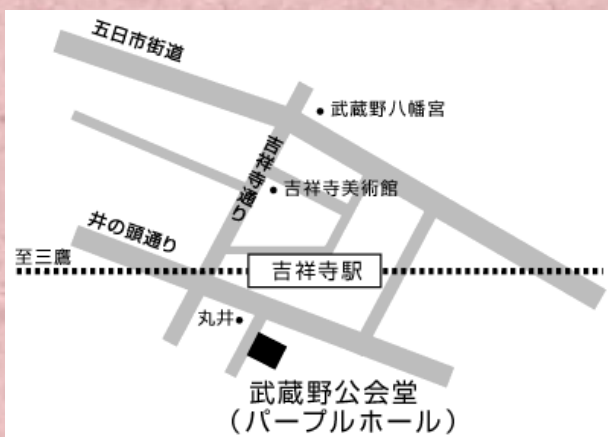 五日市街道
武蔵野八幡宮
吉祥寺通り
吉祥寺美術館
井の頭通り
至三鷹
吉祥寺駅
丸井
武蔵野公会堂
（パープルホール）